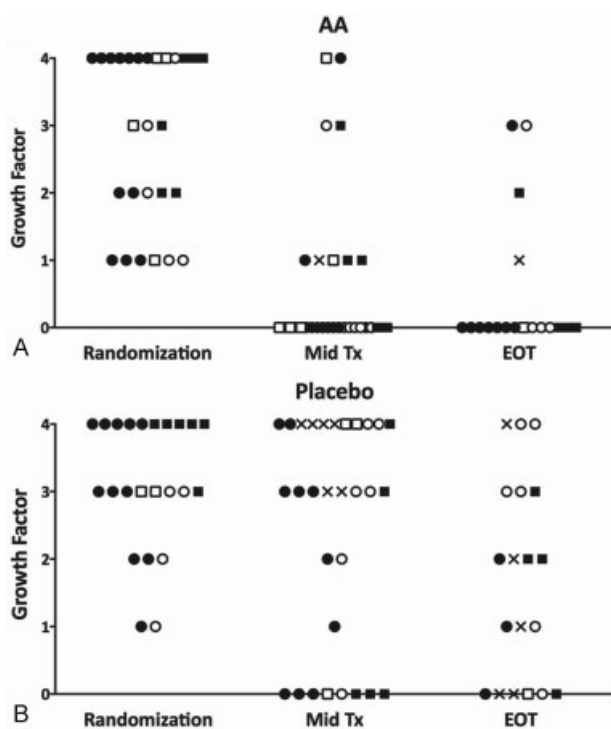 AA
Growth Factor
4
3
2
1
0
A
Randomization Mid Tx EOT
Placebo
Growth Factor
4
3
2
1
0
B
Randomization Mid Tx EOT